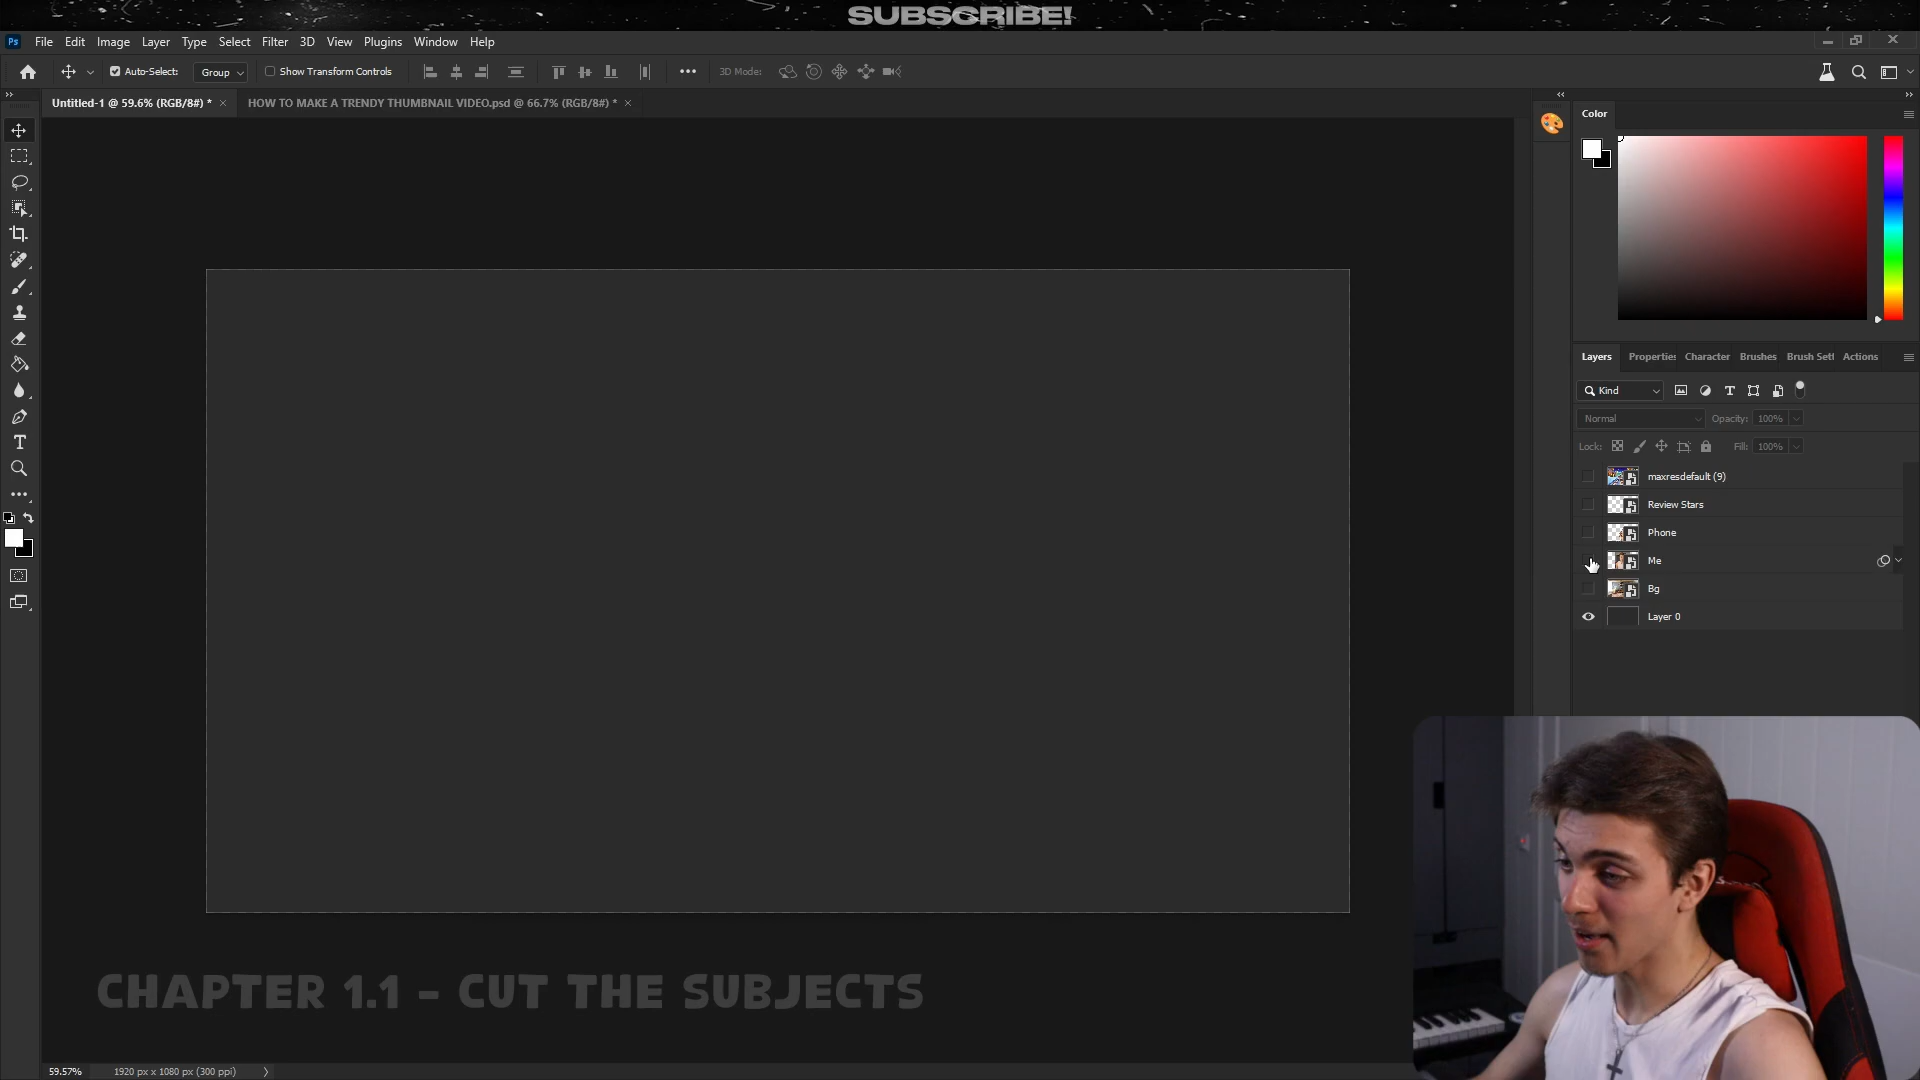 SUBSCRIBE!
Ps File Edit Image Layer Type Select Filter 3D View Plugins Window Help
Auto-Select: Group Show Transform Controls 3D Mode:
Untitled-1 @ 59.6% (RGB/8#) * HOW TO MAKE A TRENDY THUMBNAIL VIDEO.psd @ 66.7% (RGB/8#) *
Color
Layers Properties Character Brushes Brush Sett Actions
Kind
Normal Opacity: 100%
Lock: Fill: 100%
maxresdefault (9)
Review Stars
Phone
Me
Bg
Layer 0
CHAPTER 1.1 - CUT THE SUBJECTS
59.57% 1920 px x 1080 px (300 ppi)